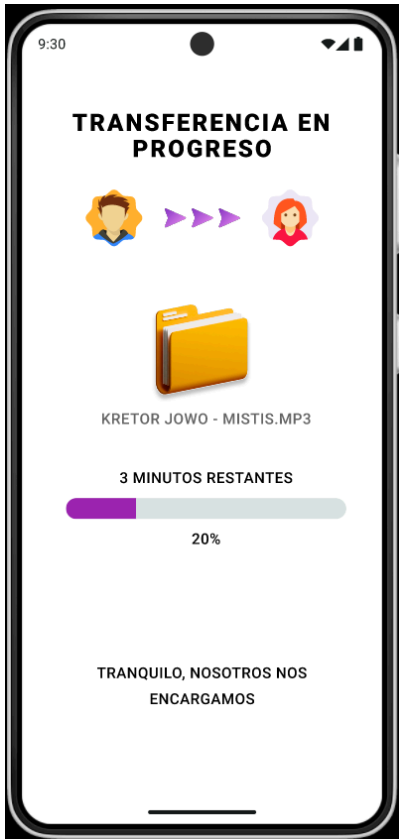 9:30
TRANSFERENCIA EN
PROGRESO
KRETOR JOWO - MISTIS.MP3
3 MINUTOS RESTANTES
20%
TRANQUILO, NOSOTROS NOS
ENCARGAMOS